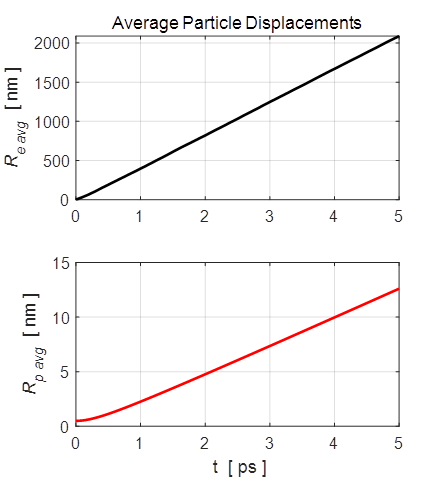 Average Particle Displacements
R e avg [ nm ]
2000
1500
1000
500
0
0 1 2 3 4 5
R p avg [ nm ]
15
10
5
0
0 1 2 3 4 5
t [ ps ]